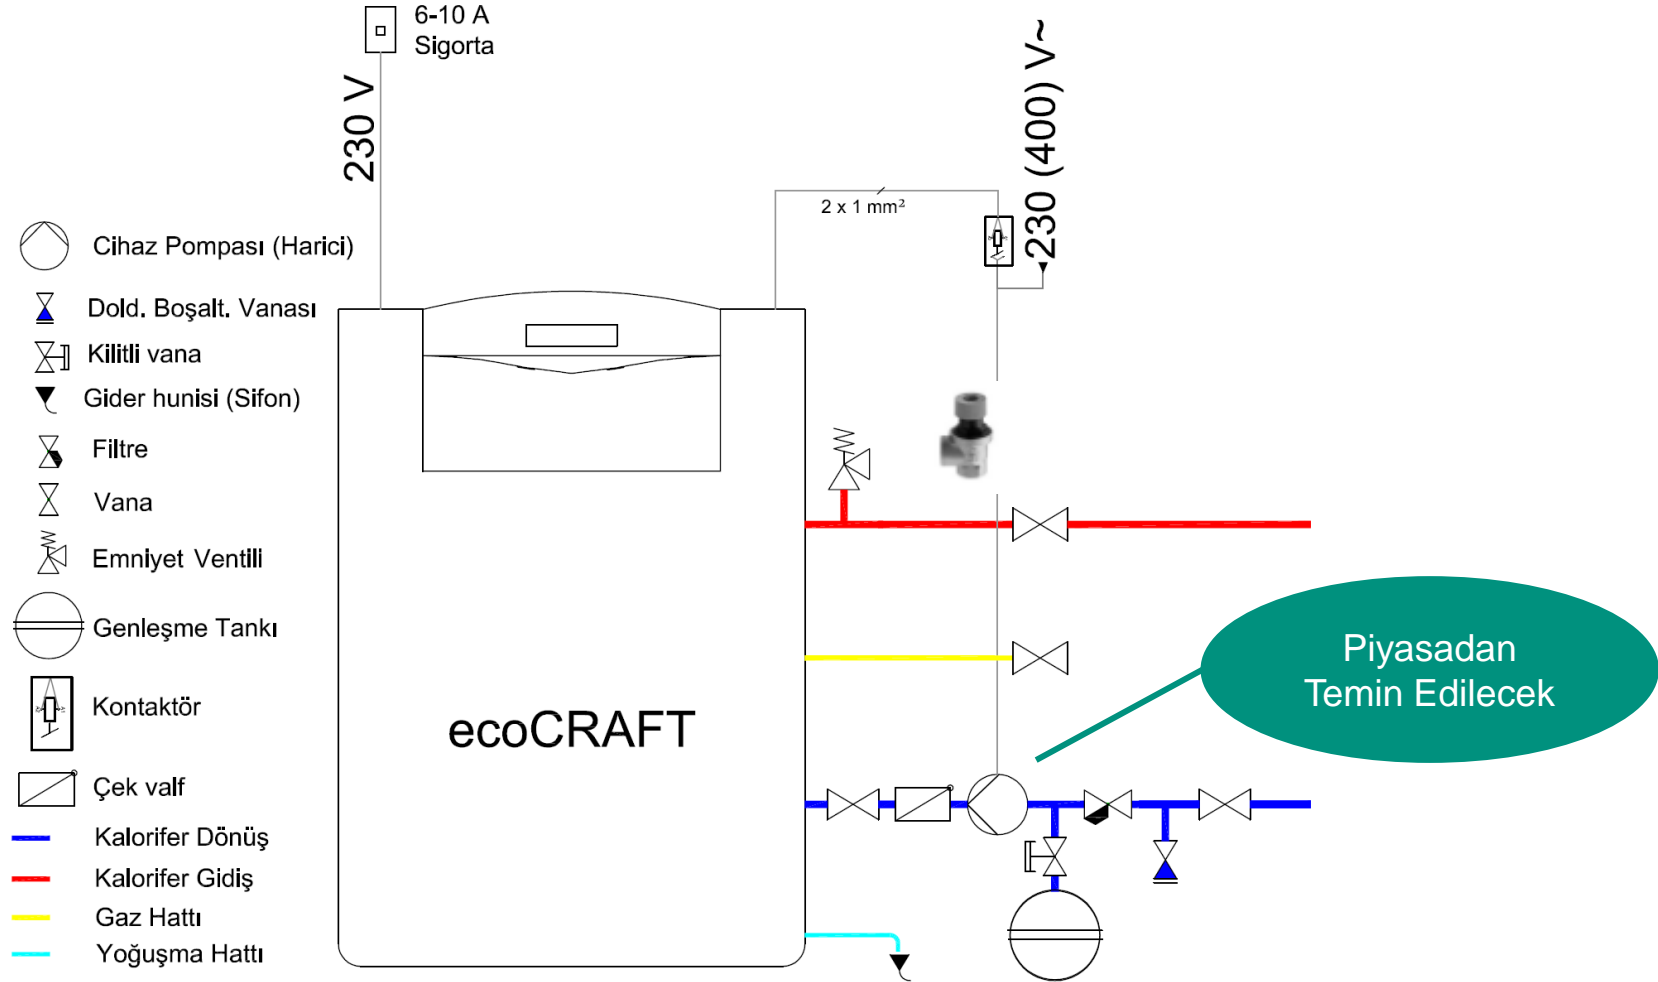 6-10 A
Sigorta
230 V
230 (400) V~
2 x 1 mm²
Cihaz Pompası (Harici)
Dold. Boşalt. Vanası
Kilitli vana
Gider hunisi (Sifon)
Filtre
Vana
Emniyet Ventili
Genleşme Tankı
Kontaktör
Çek valf
Kalorifer Dönüş
Kalorifer Gidiş
Gaz Hattı
Yoğuşma Hattı
ecoCRAFT
Piyasadan
Temin Edilecek